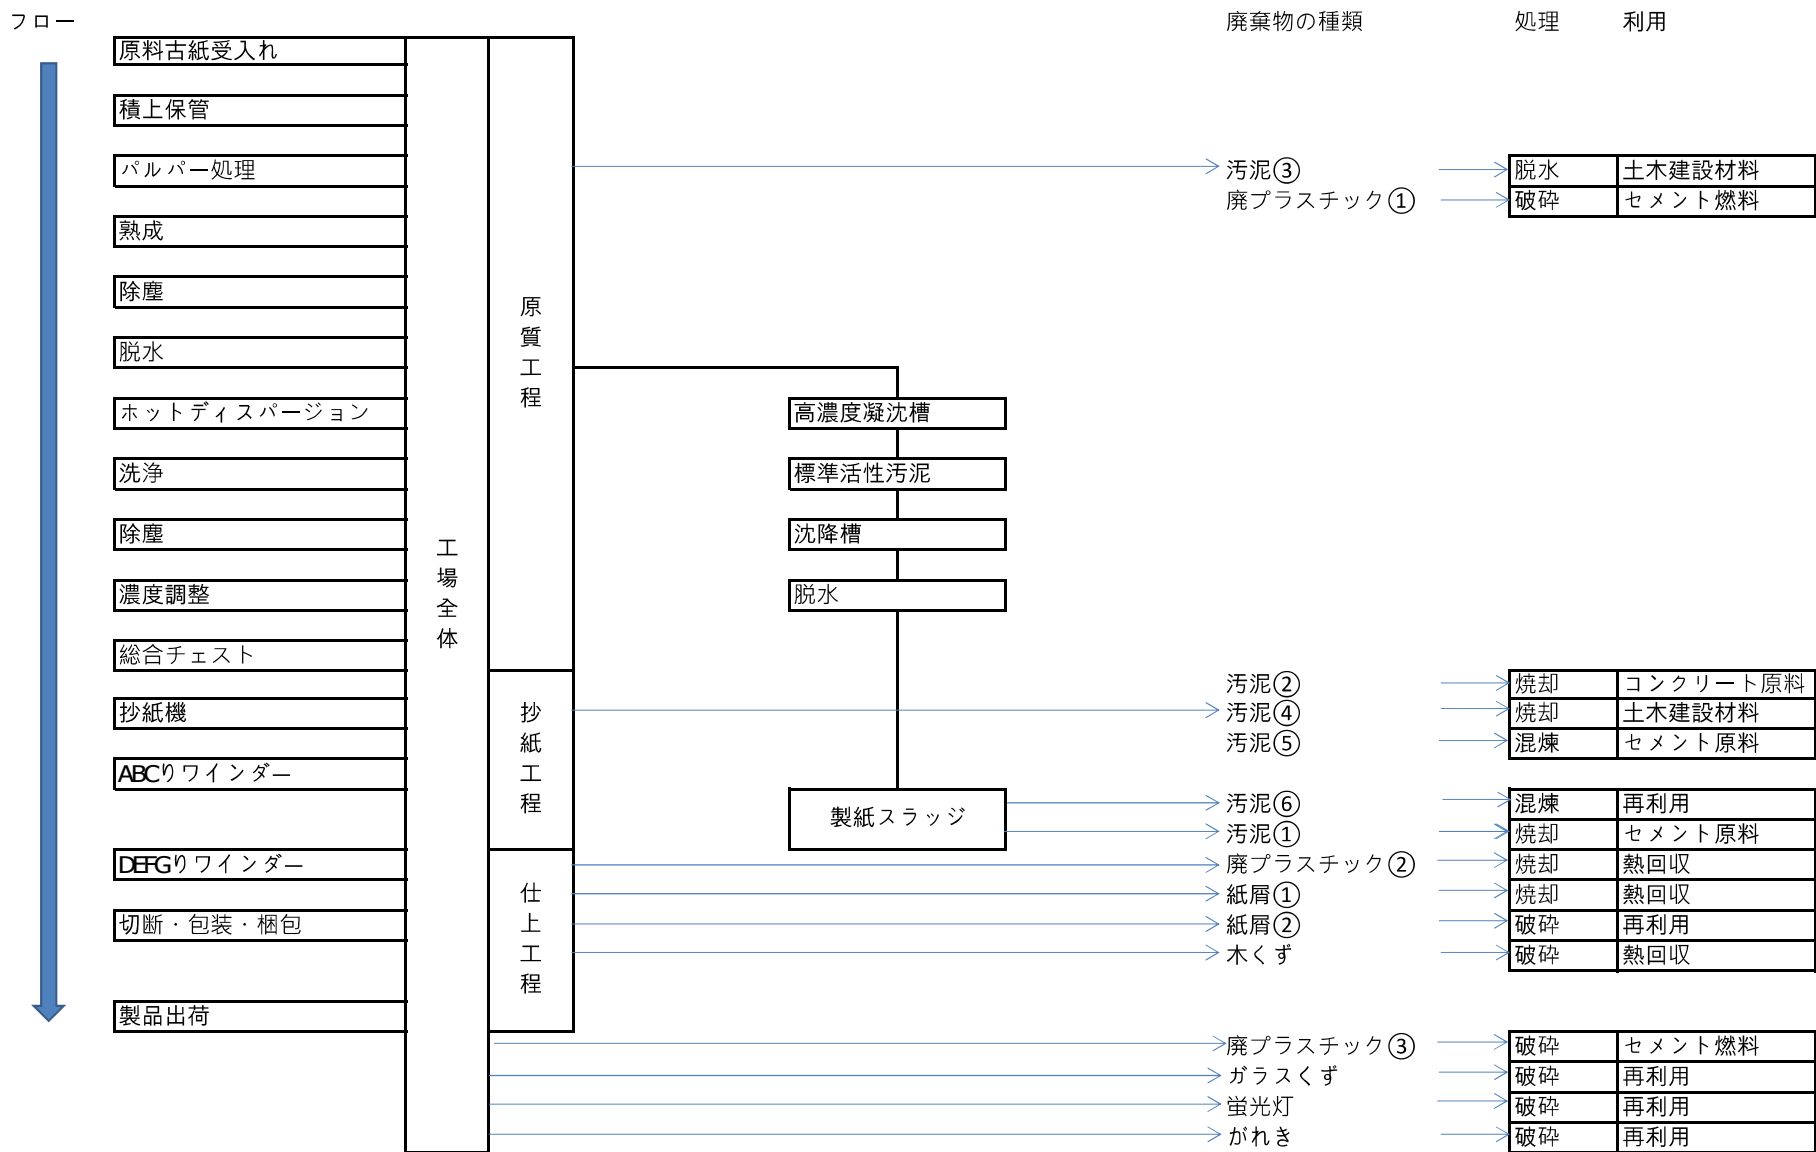 フロー 廃棄物の種類 処理 利用
原料古紙受入れ
積上保管
パルパー処理 汚泥③ 脱水 土木建設材料
廃プラスチック① 破砕 セメント燃料
熟成
除塵
脱水
原質工程
ホットディスパージョン 高濃度凝沈槽
洗浄 標準活性汚泥
除塵 沈降槽
工場全体
濃度調整 脱水
総合チェスト
汚泥② 焼却 コンクリート原料
抄紙機 汚泥④ 焼却 土木建設材料
抄紙工程
汚泥⑤ 混煉 セメント原料
ABCりワインダー
製紙スラッジ 汚泥⑥ 混煉 再利用
汚泥① 焼却 セメント原料
DEFGりワインダー 廃プラスチック② 焼却 熱回収
仕上工程
紙屑① 焼却 熱回収
切断・包装・梱包 紙屑② 破砕 再利用
木くず 破砕 熱回収
製品出荷
廃プラスチック③ 破砕 セメント燃料
ガラスくず 破砕 再利用
蛍光灯 破砕 再利用
がれき 破砕 再利用